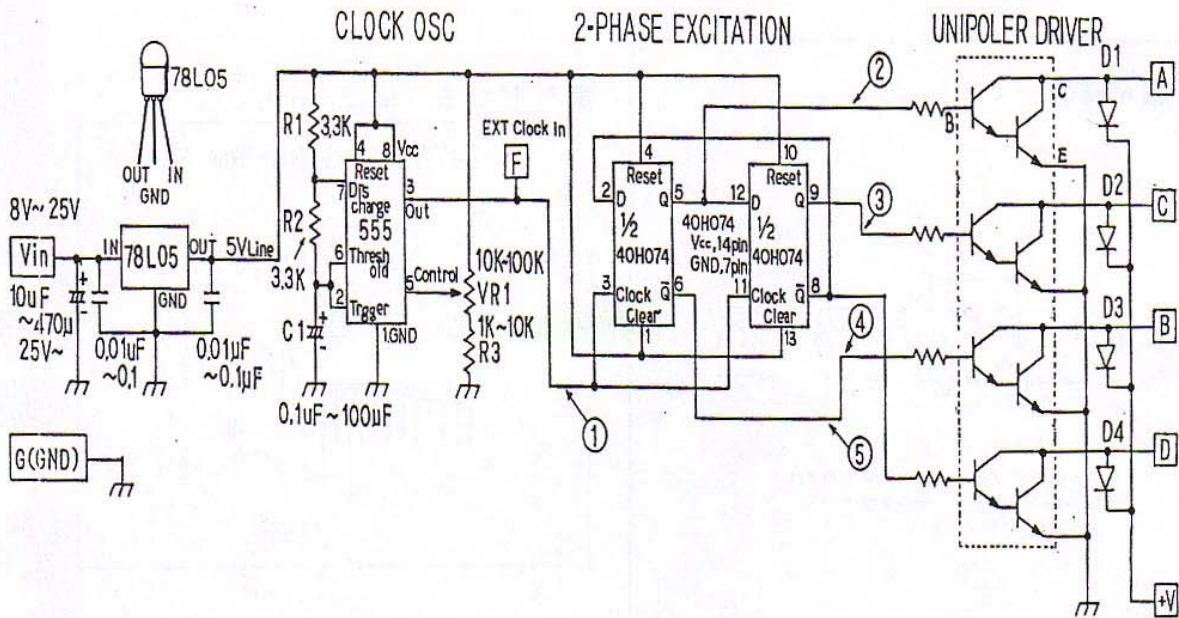 CLOCK OSC
2-PHASE EXCITATION
UNIPOLER DRIVER
78L05
OUT
IN
GND
8V~25V
Vin
IN
78L05
OUT
5VLine
GND
10uF
~470μ
25V~
0,01uF
~0,1
0,01μF
~0.1μF
G(GND)
R1
3,3K
4
8
Vcc
Reset
7
Dis
charge
3
Out
555
R2
3,3K
6
Thresh
old
5
Control
2
Trgger
1.GND
C1
+
-
0.1uF~100μF
10K-100K
VR1
1K~10K
R3
EXT Clock In
F
1
4
Reset
2
D
Q
5
1/2
40H074
3
Clock
Q
6
Clear
1
40H074
Vcc,14pin
GND,7pin
10
Reset
12
D
Q
9
1/2
40H074
11
Clock
Q
8
Clear
13
2
3
4
5
B
C
E
D1
A
D2
C
D3
B
D4
D
+V